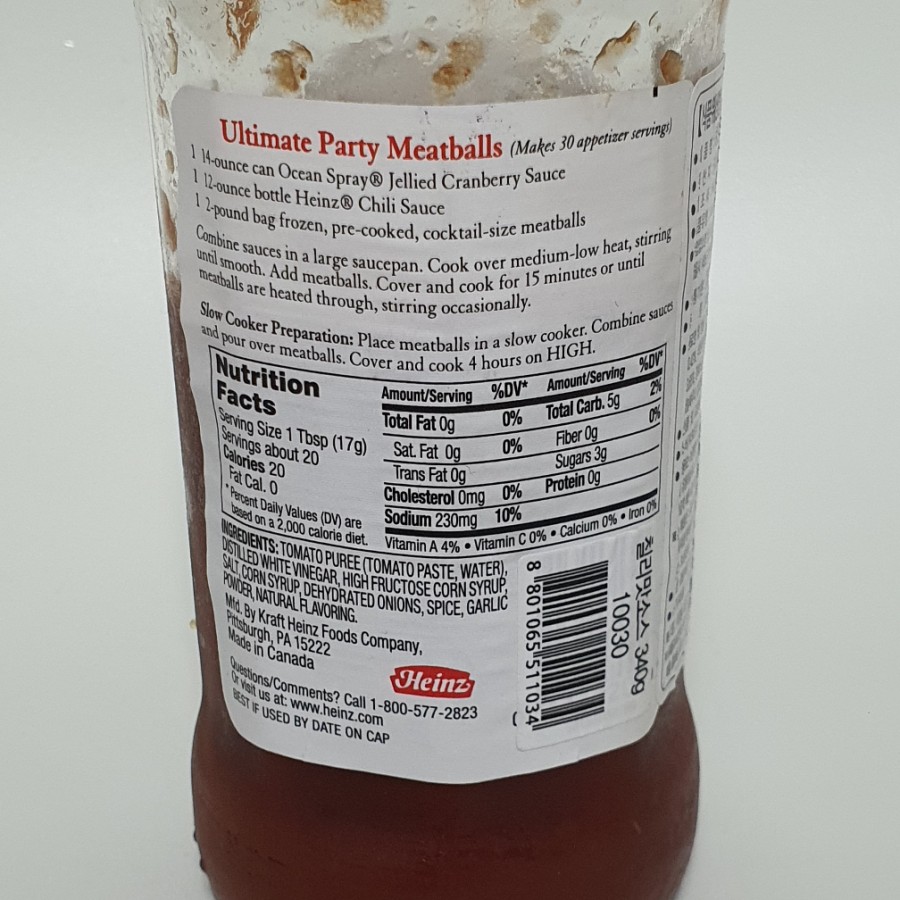 Ultimate Party Meatballs (Makes 30 appetizer servings)
1 14-ounce can Ocean Spray® Jellied Cranberry Sauce
1 12-ounce bottle Heinz® Chili Sauce
1 2-pound bag frozen, pre-cooked, cocktail-size meatballs
Combine sauces in a large saucepan. Cook over medium-low heat, stirring
until smooth. Add meatballs. Cover and cook for 15 minutes or until
meatballs are heated through, stirring occasionally.
Slow Cooker Preparation: Place meatballs in a slow cooker. Combine sauces
and pour over meatballs. Cover and cook 4 hours on HIGH.
Nutrition
Facts
Serving Size 1 Tbsp (17g)
Servings about 20
Calories 20
Fat Cal. 0
*Percent Daily Values (DV) are
based on a 2,000 calorie diet.
Amount/Serving %DV* Amount/Serving %DV*
Total Fat 0g 0% Total Carb. 5g 2%
Sat. Fat 0g 0% Fiber 0g 0%
Trans Fat 0g Sugars 3g
Cholesterol 0mg 0% Protein 0g
Sodium 230mg 10%
Vitamin A 4% • Vitamin C 0% • Calcium 0% • Iron 0%
INGREDIENTS: TOMATO PUREE (TOMATO PASTE, WATER),
DISTILLED WHITE VINEGAR, HIGH FRUCTOSE CORN SYRUP,
SALT, CORN SYRUP, DEHYDRATED ONIONS, SPICE, GARLIC
POWDER, NATURAL FLAVORING.
Mfd. By Kraft Heinz Foods Company,
Pittsburgh, PA 15222
Made in Canada
Heinz
Questions/Comments? Call 1-800-577-2823
Or visit us at: www.heinz.com
BEST IF USED BY DATE ON CAP
칠리맛소스 340g
10030
8 801065 511034